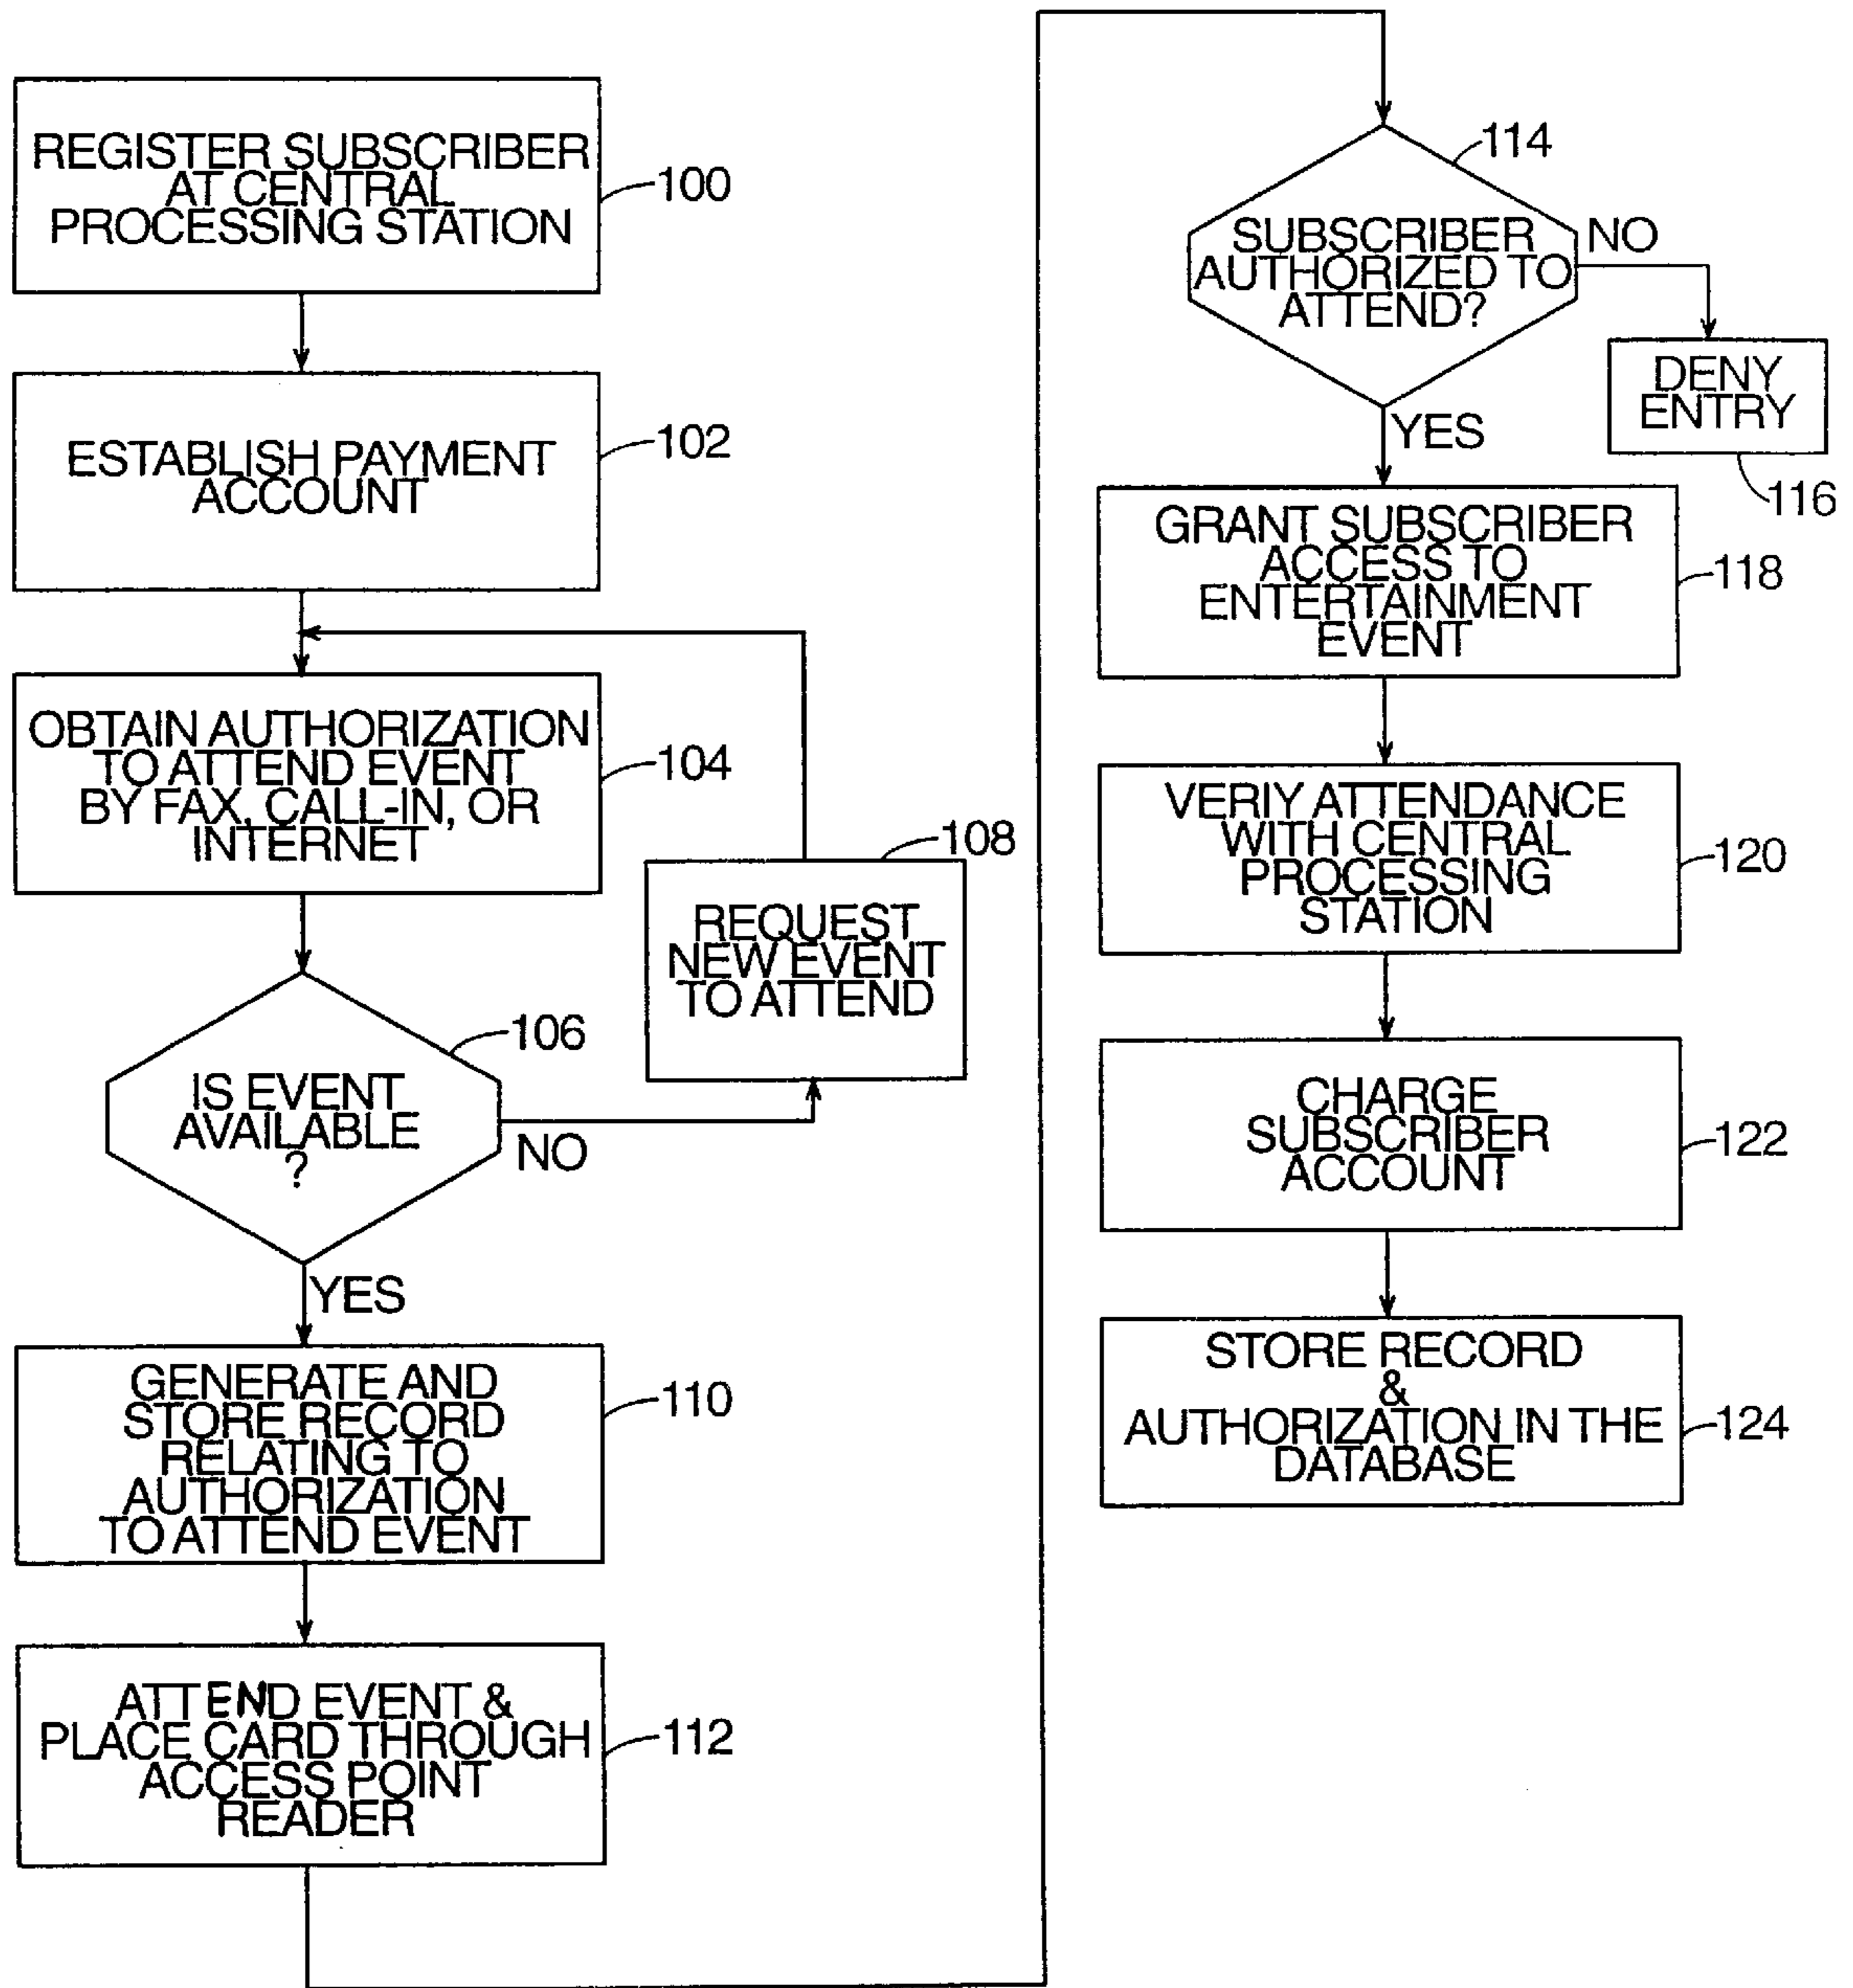 REGISTER SUBSCRIBER
AT CENTRAL
PROCESSING STATION
100
ESTABLISH PAYMENT
ACCOUNT
102
OBTAIN AUTHORIZATION
TO ATTEND EVENT
BY FAX, CALL-IN, OR
INTERNET
104
IS EVENT
AVAILABLE
?
106
NO
REQUEST
NEW EVENT
TO ATTEND
108
YES
GENERATE AND
STORE RECORD
RELATING TO
AUTHORIZATION
TO ATTEND EVENT
110
ATTEND EVENT &
PLACE CARD THROUGH
ACCESS POINT
READER
112
114
SUBSCRIBER
AUTHORIZED TO
ATTEND?
NO
DENY
ENTRY
116
YES
GRANT SUBSCRIBER
ACCESS TO
ENTERTAINMENT
EVENT
118
VERIY ATTENDANCE
WITH CENTRAL
PROCESSING
STATION
120
CHARGE
SUBSCRIBER
ACCOUNT
122
STORE RECORD
&
AUTHORIZATION IN THE
DATABASE
124